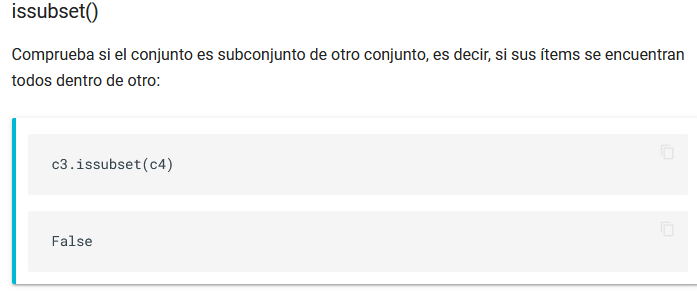 issubset()
Comprueba si el conjunto es subconjunto de otro conjunto, es decir, si sus ítems se encuentran
todos dentro de otro:
c3.issubset(c4)
False